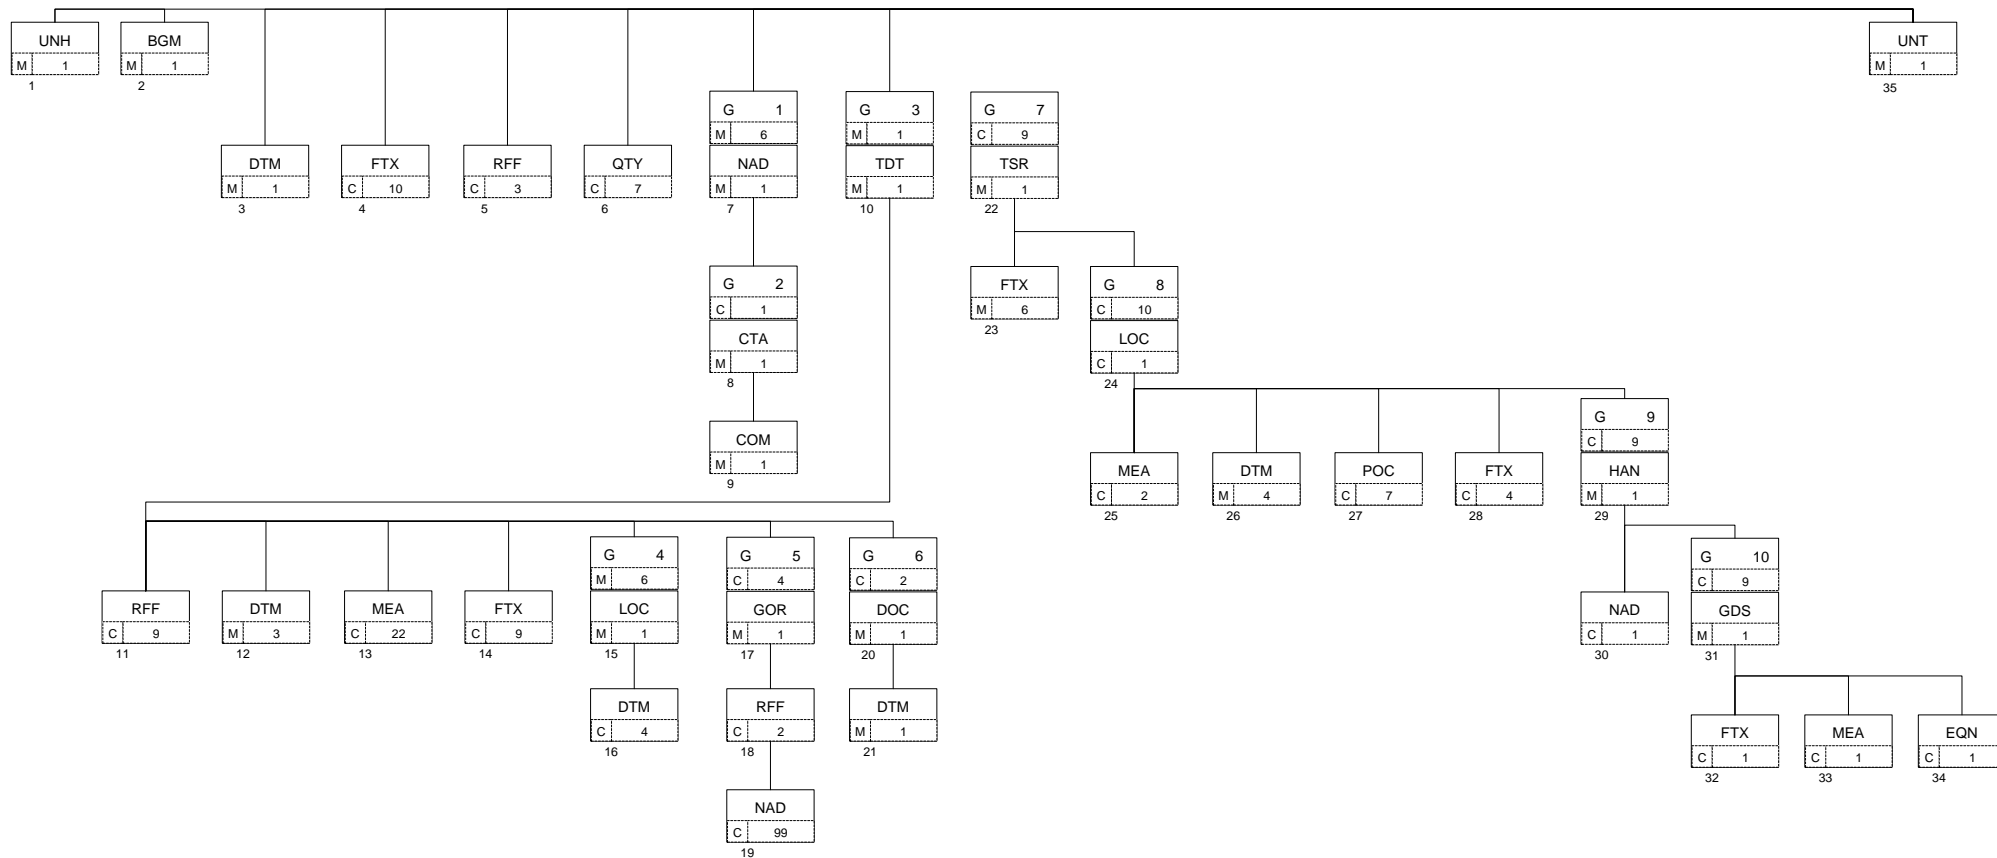 UNH
M 1
1
BGM
M 1
2
UNT
M 1
35
DTM
M 1
3
FTX
C 10
4
RFF
C 3
5
QTY
C 7
6
G 1
M 6
NAD
M 1
7
G 3
M 1
TDT
M 1
10
G 7
C 9
TSR
M 1
22
G 2
C 1
CTA
M 1
8
COM
M 1
9
FTX
M 6
23
G 8
C 10
LOC
C 1
24
MEA
C 2
25
DTM
M 4
26
POC
C 7
27
FTX
C 4
28
G 9
C 9
HAN
M 1
29
RFF
C 9
11
DTM
M 3
12
MEA
C 22
13
FTX
C 9
14
G 4
M 6
LOC
M 1
15
DTM
C 4
16
G 5
C 4
GOR
M 1
17
RFF
C 2
18
NAD
C 99
19
G 6
C 2
DOC
M 1
20
DTM
M 1
21
NAD
C 1
30
G 10
C 9
GDS
M 1
31
FTX
C 1
32
MEA
C 1
33
EQN
C 1
34